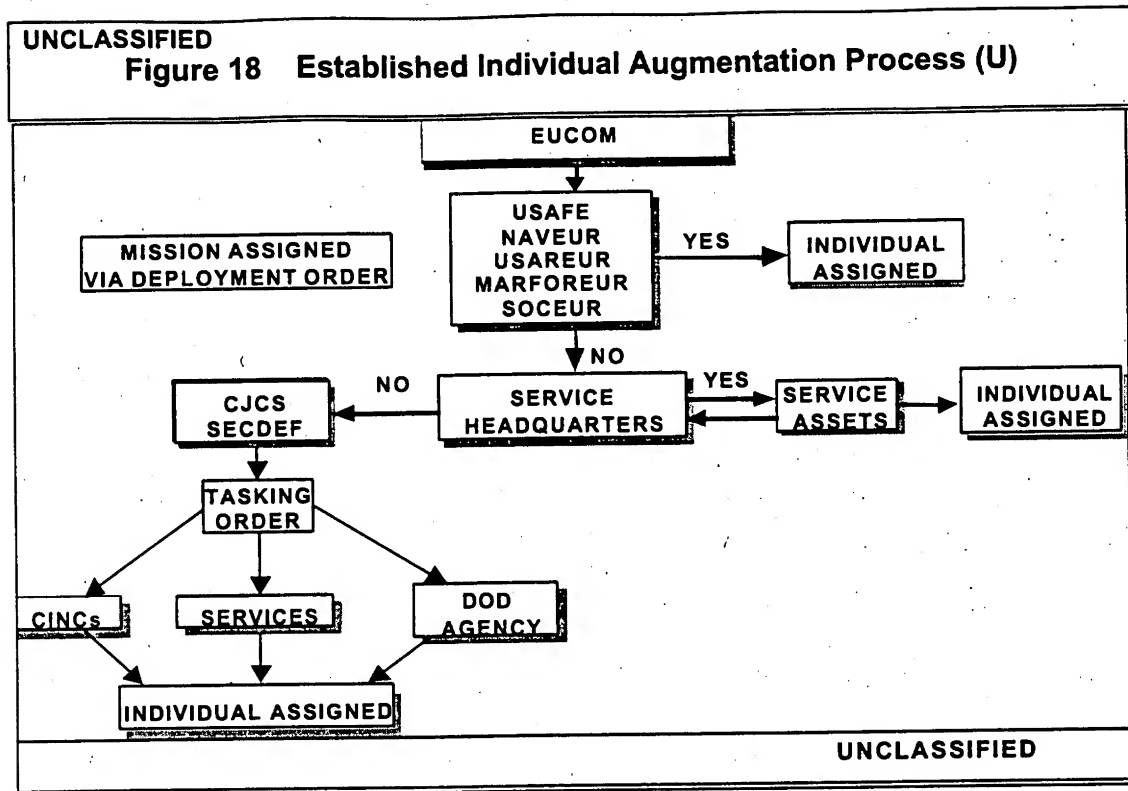 UNCLASSIFIED
Figure 18 Established Individual Augmentation Process (U)
EUCOM
USAFE
NAVEUR
USAREUR
MARFOREUR
SOCEUR
YES
INDIVIDUAL
ASSIGNED
MISSION ASSIGNED
VIA DEPLOYMENT ORDER
NO
NO
CJCS
SECDEF
SERVICE
HEADQUARTERS
YES
SERVICE
ASSETS
INDIVIDUAL
ASSIGNED
TASKING
ORDER
CINCs
SERVICES
DOD
AGENCY
INDIVIDUAL ASSIGNED
UNCLASSIFIED